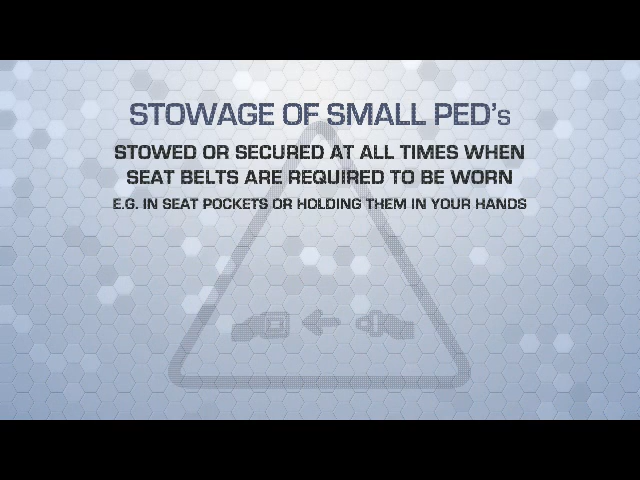 STOWAGE OF SMALL PED's
STOWED OR SECURED AT ALL TIMES WHEN
SEAT BELTS ARE REQUIRED TO BE WORN
E.G. IN SEAT POCKETS OR HOLDING THEM IN YOUR HANDS